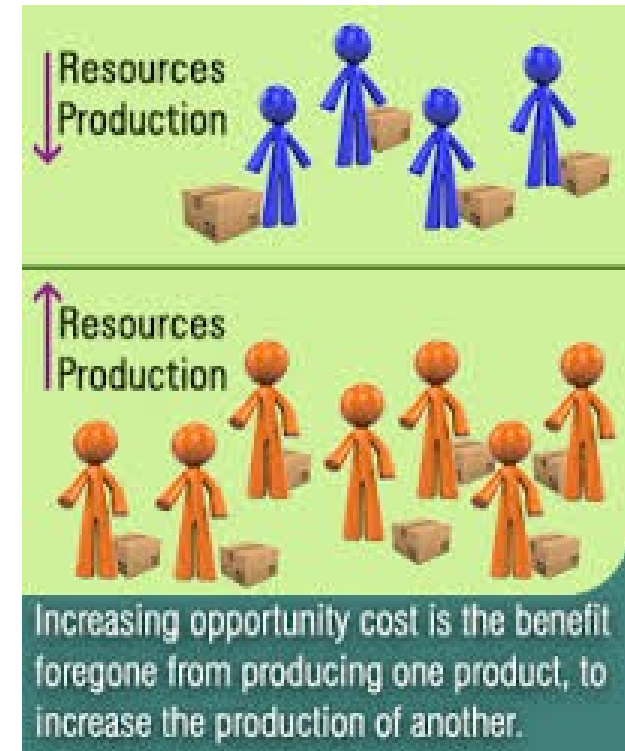 Resources
Production
Resources
Production
Increasing opportunity cost is the benefit
foregone from producing one product, to
increase the production of another.